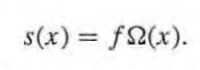 s(x) = fΩ(x).